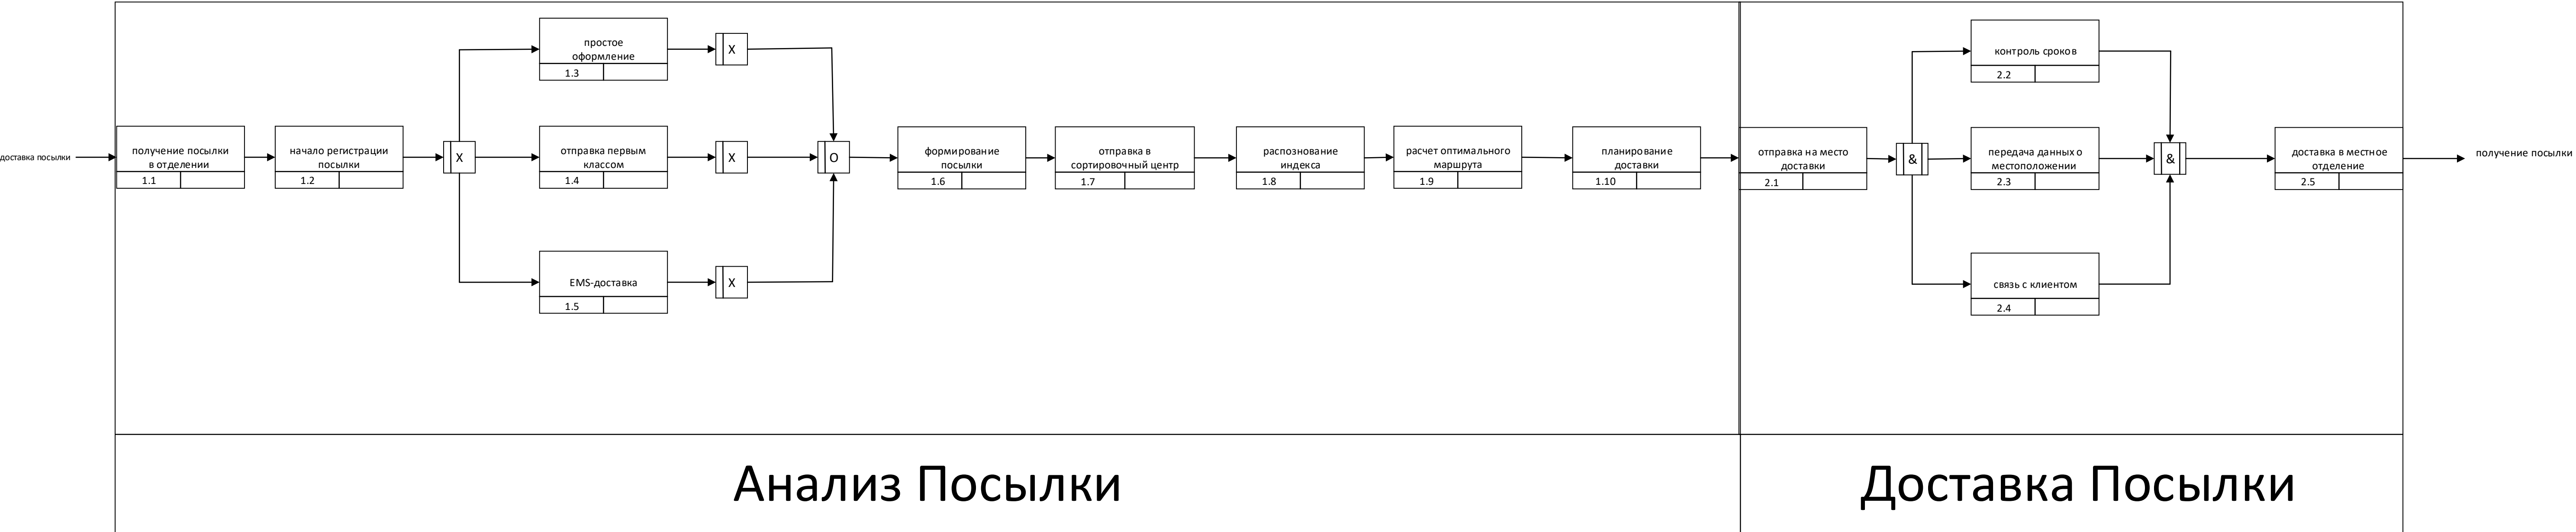 доставка посылки
получение посылки
в отделении
1.1
начало регистрации
посылки
1.2
X
простое
оформление
1.3
X
отправка первым
классом
1.4
X
EMS-доставка
1.5
X
O
формирование
посылки
1.6
отправка в
сортировочный центр
1.7
распознование
индекса
1.8
расчет оптимального
маршрута
1.9
планирование
доставки
1.10
отправка на место
доставки
2.1
&
контроль сроков
2.2
передача данных о
местоположении
2.3
связь с клиентом
2.4
&
доставка в местное
отделение
2.5
получение посылки
Анализ Посылки
Доставка Посылки